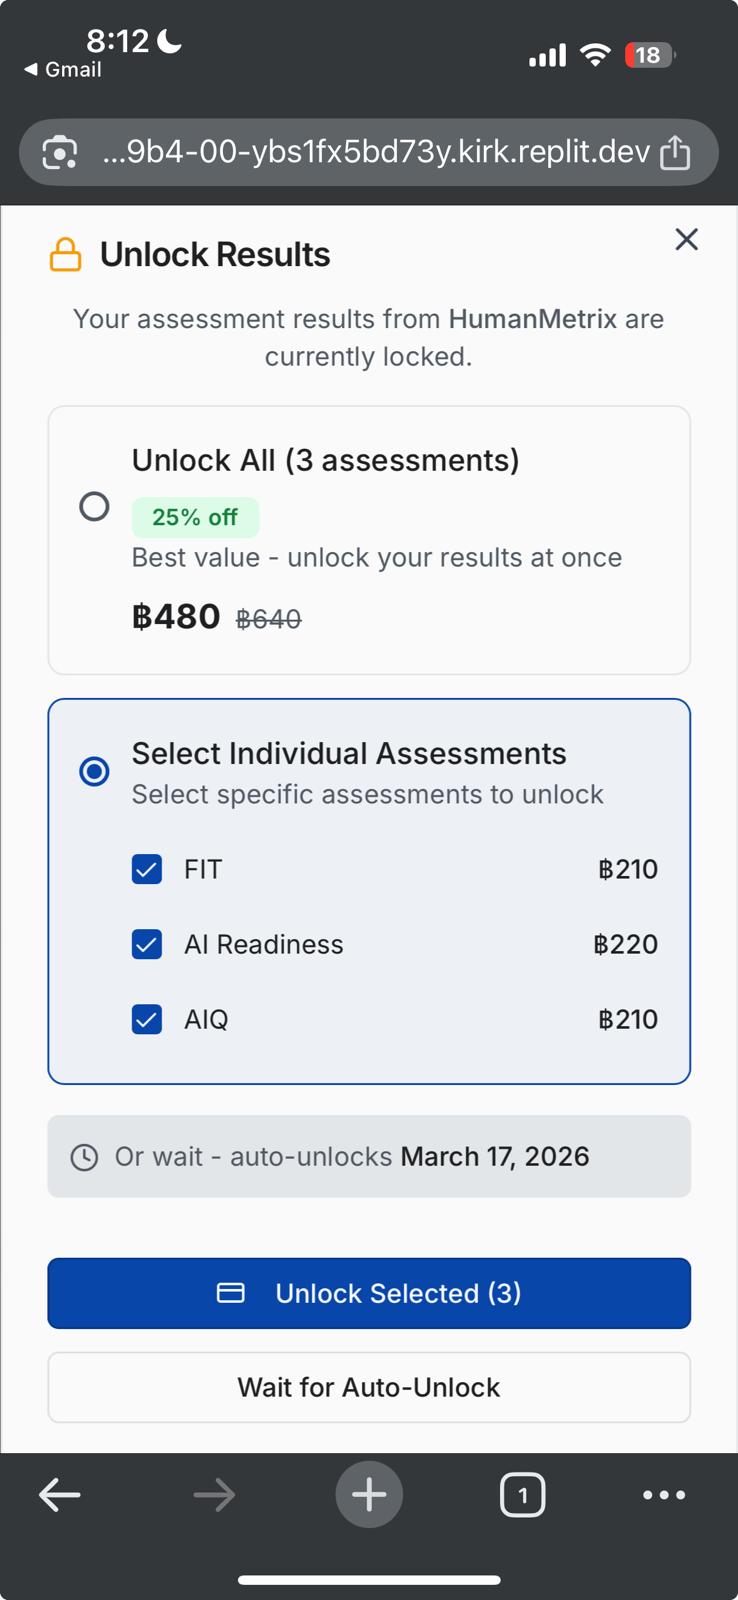 8:12
Gmail
18
...9b4-00-ybs1fx5bd73y.kirk.replit.dev
Unlock Results
Your assessment results from HumanMetrix are
currently locked.
Unlock All (3 assessments)
25% off
Best value - unlock your results at once
฿480 ฿640
Select Individual Assessments
Select specific assessments to unlock
FIT ฿210
AI Readiness ฿220
AIQ ฿210
Or wait - auto-unlocks March 17, 2026
Unlock Selected (3)
Wait for Auto-Unlock
1